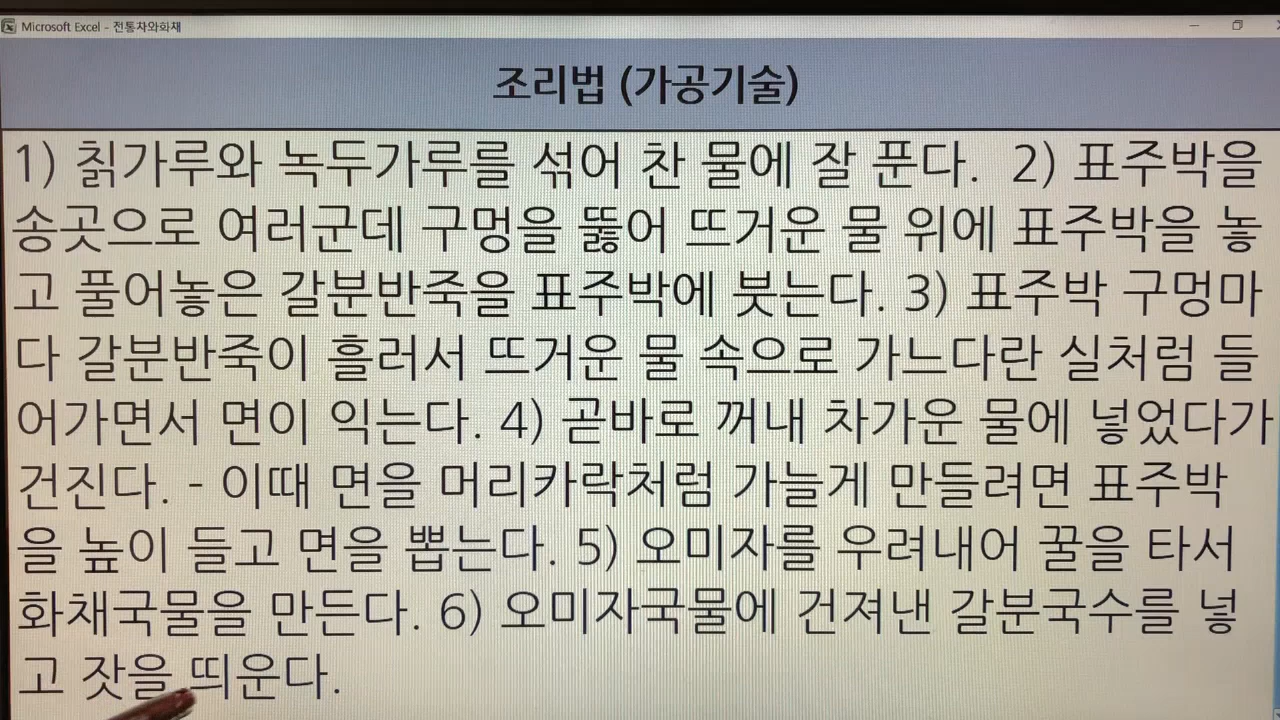 Microsoft Excel - 전통차와화채
조리법 (가공기술)
1) 칡가루와 녹두가루를 섞어 찬 물에 잘 푼다. 2) 표주박을
송곳으로 여러군데 구멍을 뚫어 뜨거운 물 위에 표주박을 놓
고 풀어놓은 갈분반죽을 표주박에 붓는다. 3) 표주박 구멍마
다 갈분반죽이 흘러서 뜨거운 물 속으로 가느다란 실처럼 들
어가면서 면이 익는다. 4) 곧바로 꺼내 차가운 물에 넣었다가
건진다. - 이때 면을 머리카락처럼 가늘게 만들려면 표주박
을 높이 들고 면을 뽑는다. 5) 오미자를 우려내어 꿀을 타서
화채국물을 만든다. 6) 오미자국물에 건져낸 갈분국수를 넣
고 잣을 띄운다.